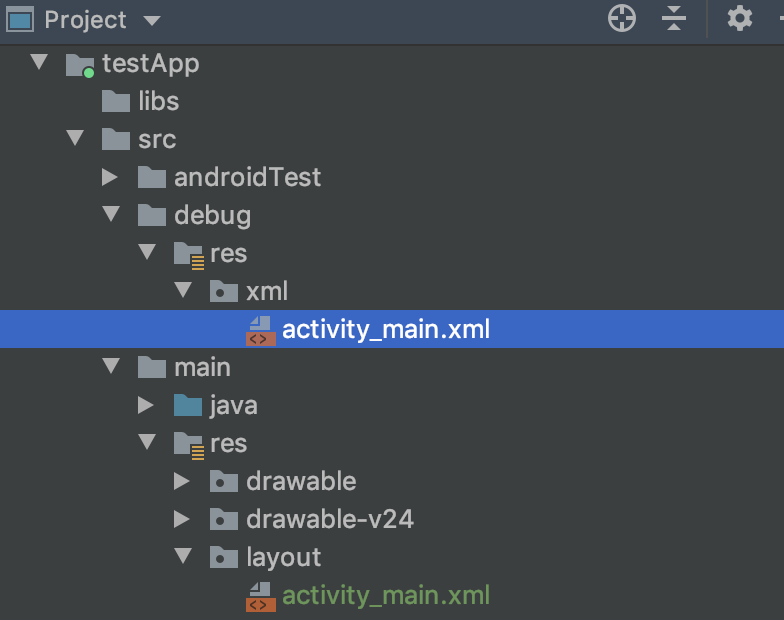 Project
testApp
libs
src
androidTest
debug
res
xml
activity_main.xml
main
java
res
drawable
drawable-v24
layout
activity_main.xml